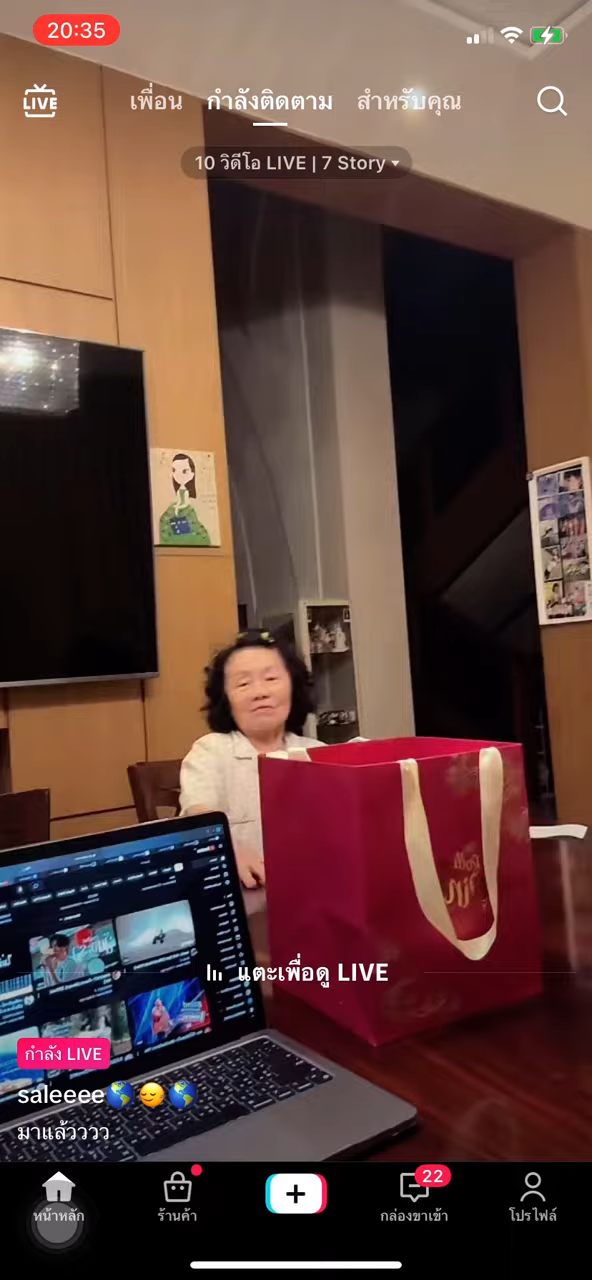 20:35
LIVE
เพื่อน กำลังติดตาม สำหรับคุณ
10 วิดีโอ LIVE | 7 Story
แตะเพื่อดู LIVE
กำลัง LIVE
saleeee🌎😌🌎
มาแล้วววว
หน้าหลัก ร้านค้า กล่องขาเข้า 22 โปรไฟล์